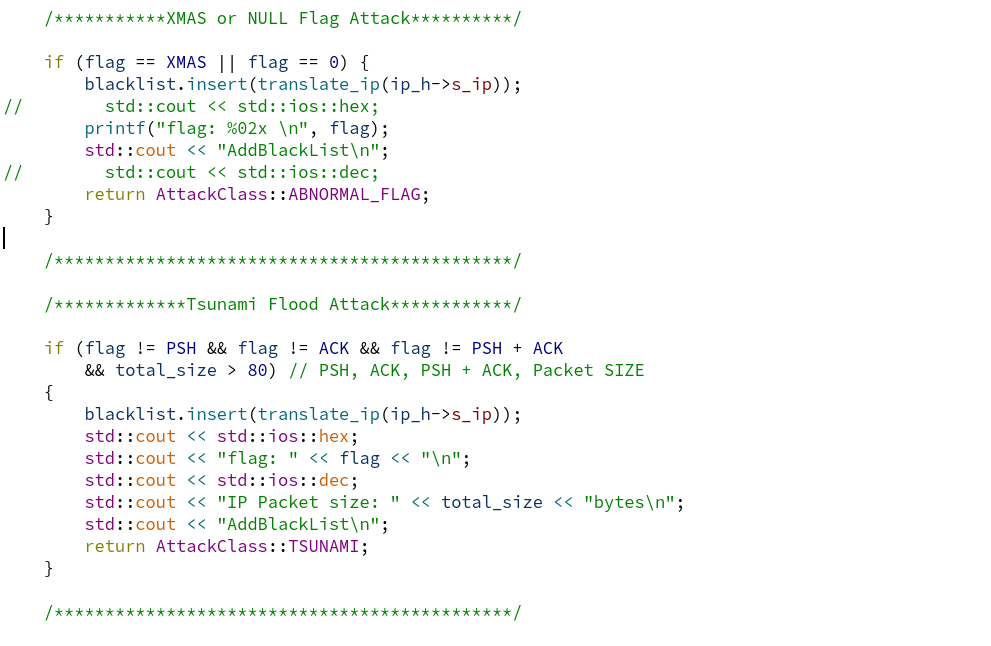 /***********XMAS or NULL Flag Attack**********/
if (flag == XMAS || flag == 0) {
blacklist.insert(translate_ip(ip_h->s_ip));
//        std::cout << std::ios::hex;
printf("flag: %02x \n", flag);
std::cout << "AddBlackList\n";
//        std::cout << std::ios::dec;
return AttackClass::ABNORMAL_FLAG;
}
/*********************************************/
/*************Tsunami Flood Attack************/
if (flag != PSH && flag != ACK && flag != PSH + ACK
&& total_size > 80) // PSH, ACK, PSH + ACK, Packet SIZE
{
blacklist.insert(translate_ip(ip_h->s_ip));
std::cout << std::ios::hex;
std::cout << "flag: " << flag << "\n";
std::cout << std::ios::dec;
std::cout << "IP Packet size: " << total_size << "bytes\n";
std::cout << "AddBlackList\n";
return AttackClass::TSUNAMI;
}
/*********************************************/